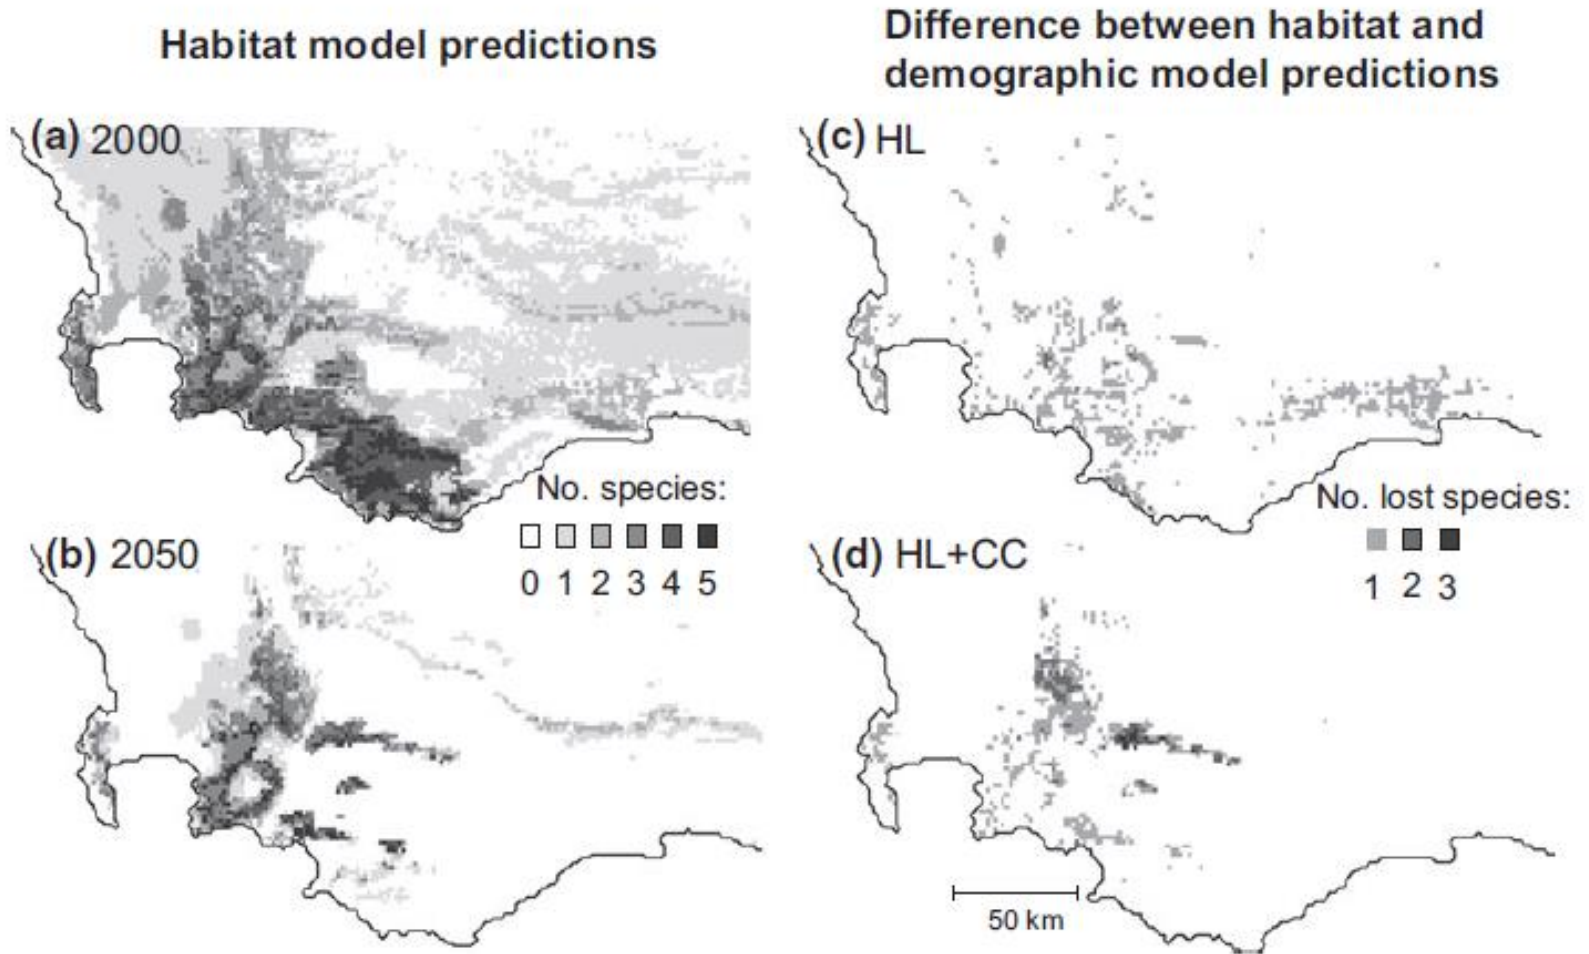 Habitat model predictions
Difference between habitat and
demographic model predictions
(a) 2000
(c) HL
No. species:
0 1 2 3 4 5
No. lost species:
1 2 3
(b) 2050
(d) HL+CC
50 km